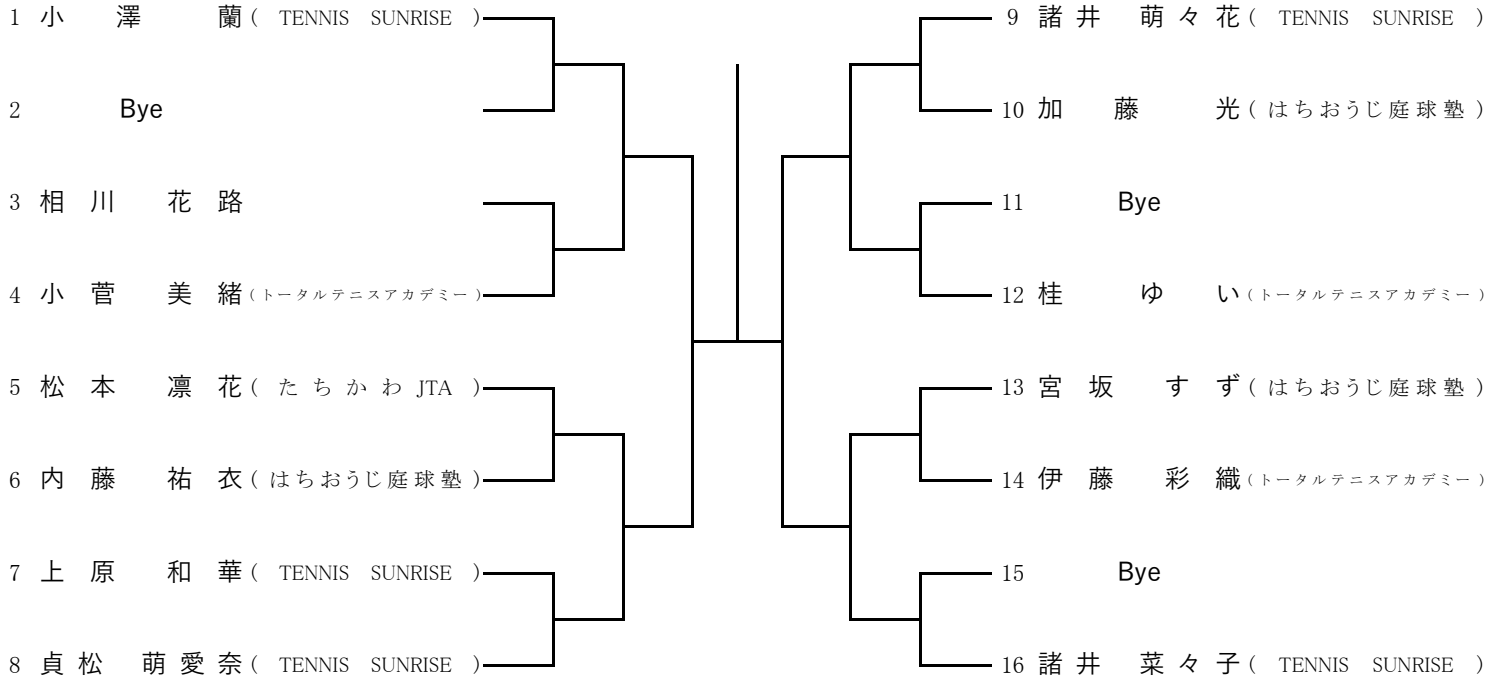 1 小澤 蘭 ( TENNIS SUNRISE )
2 Bye
3 相川 花路
4 小菅 美緒 (トータルテニスアカデミー)
5 松本 凛花 ( たちかわ JTA )
6 内藤 祐衣 ( はちおうじ庭球塾 )
7 上原 和華 ( TENNIS SUNRISE )
8 貞松 萌愛奈 ( TENNIS SUNRISE )
9 諸井 萌々花 ( TENNIS SUNRISE )
10 加藤 光 ( はちおうじ庭球塾 )
11 Bye
12 桂 ゆい (トータルテニスアカデミー)
13 宮坂 すず ( はちおうじ庭球塾 )
14 伊藤 彩織 (トータルテニスアカデミー)
15 Bye
16 諸井 菜々子 ( TENNIS SUNRISE )